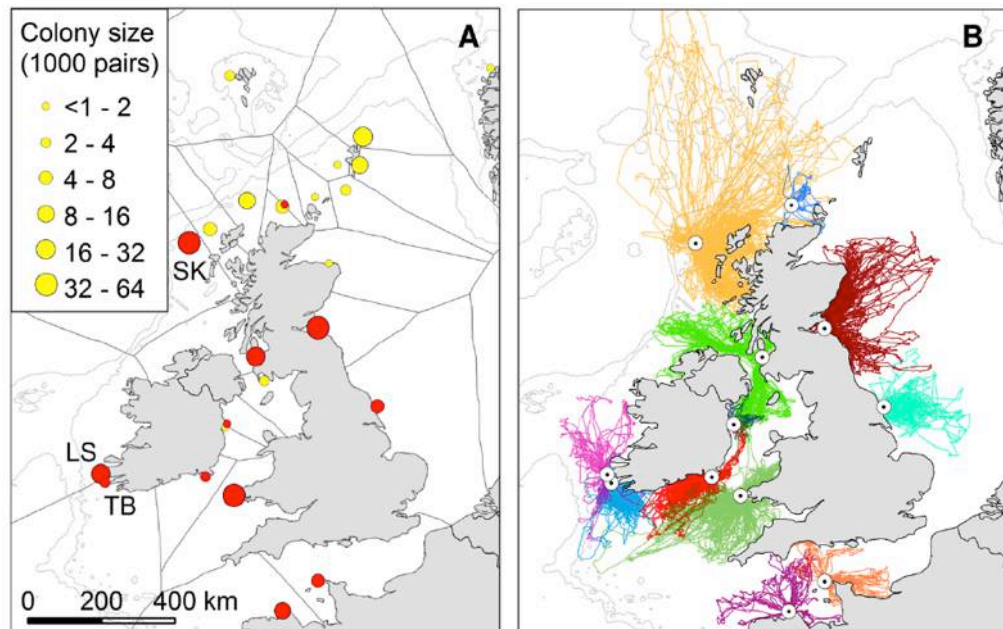 Colony size
(1000 pairs)
<1 - 2
2 - 4
4 - 8
8 - 16
16 - 32
32 - 64
A
B
SK
LS
TB
0 200 400 km